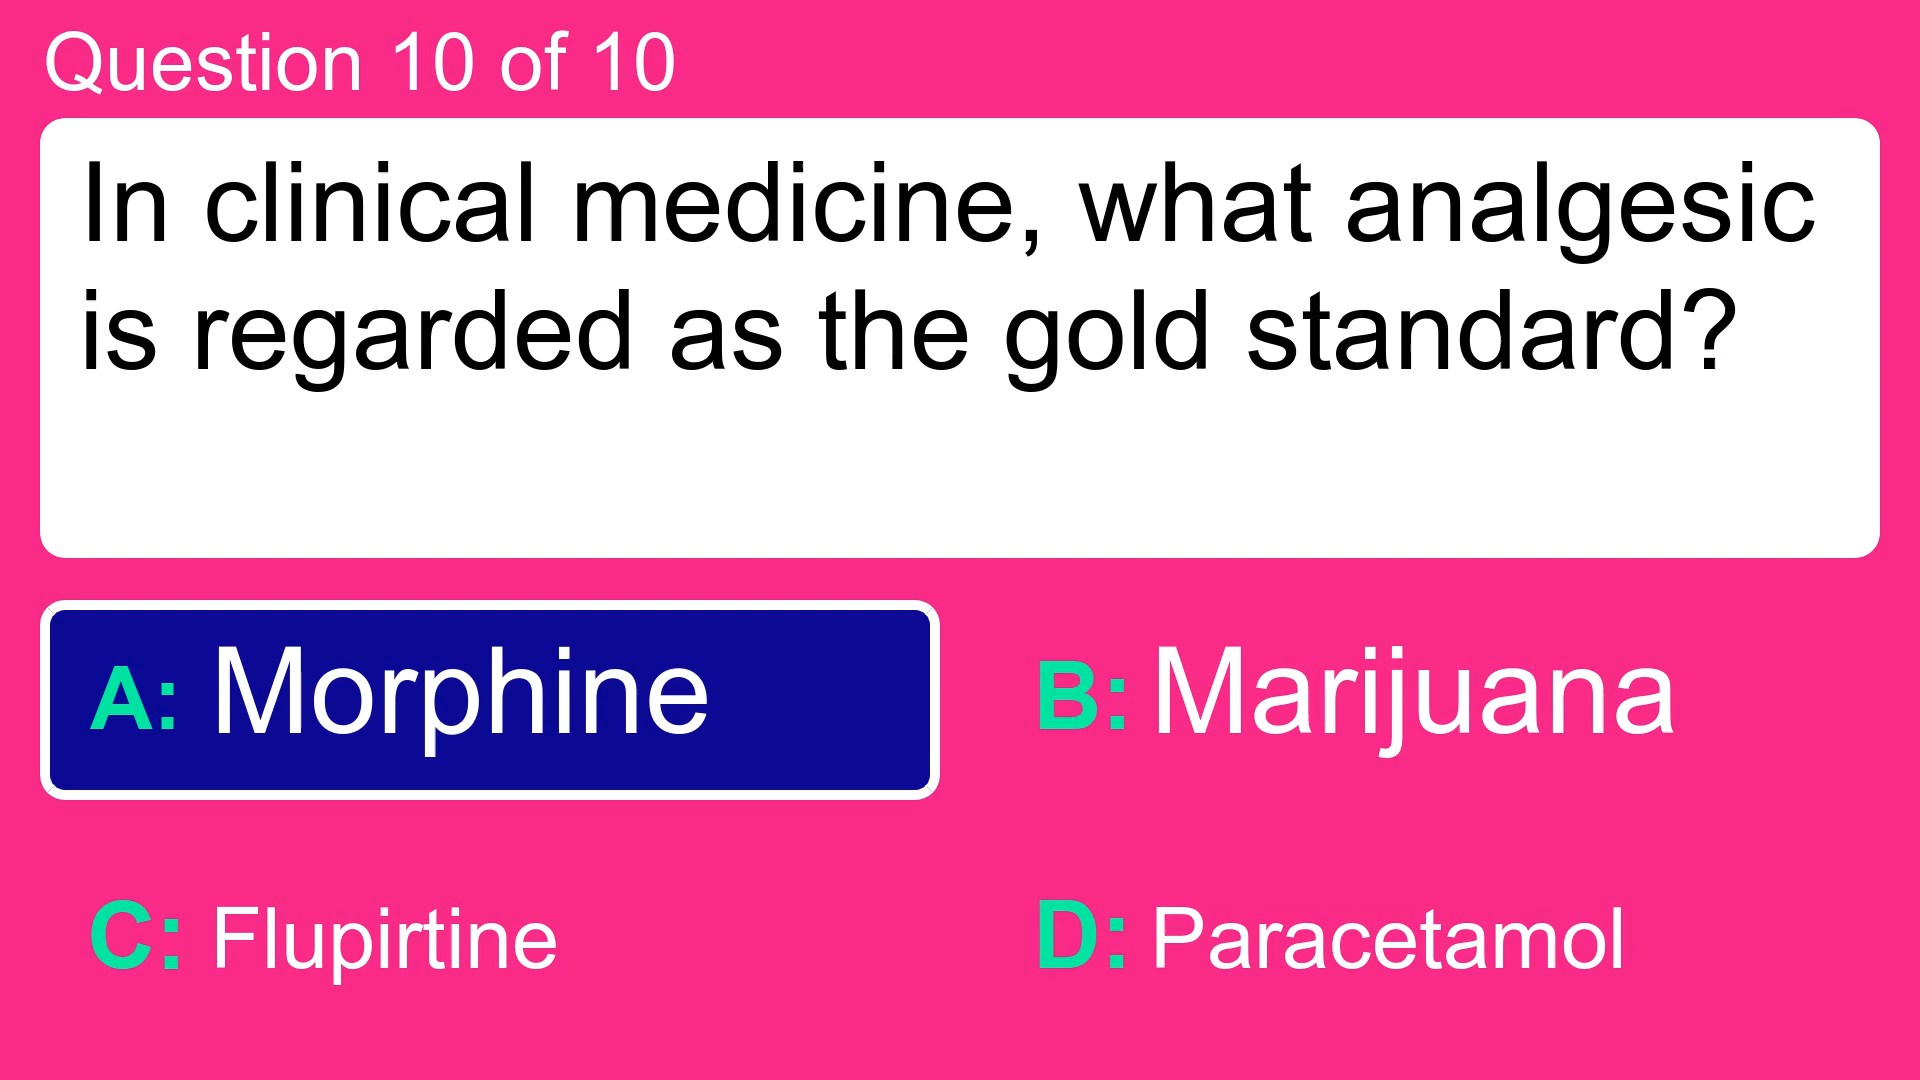 Question 10 of 10
In clinical medicine, what analgesic
is regarded as the gold standard?
A: Morphine
B: Marijuana
C: Flupirtine
D: Paracetamol